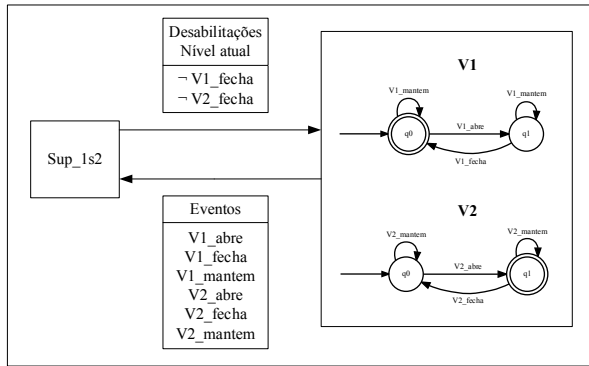 Desabilitações
Nível atual
¬ V1_fecha
¬ V2_fecha
Sup_1s2
Eventos
V1_abre
V1_fecha
V1_mantem
V2_abre
V2_fecha
V2_mantem
V1
V1_mantem
V1_mantem
q0
V1_abre
q1
V1_fecha
V2
V2_mantem
V2_mantem
q0
V2_abre
q1
V2_fecha